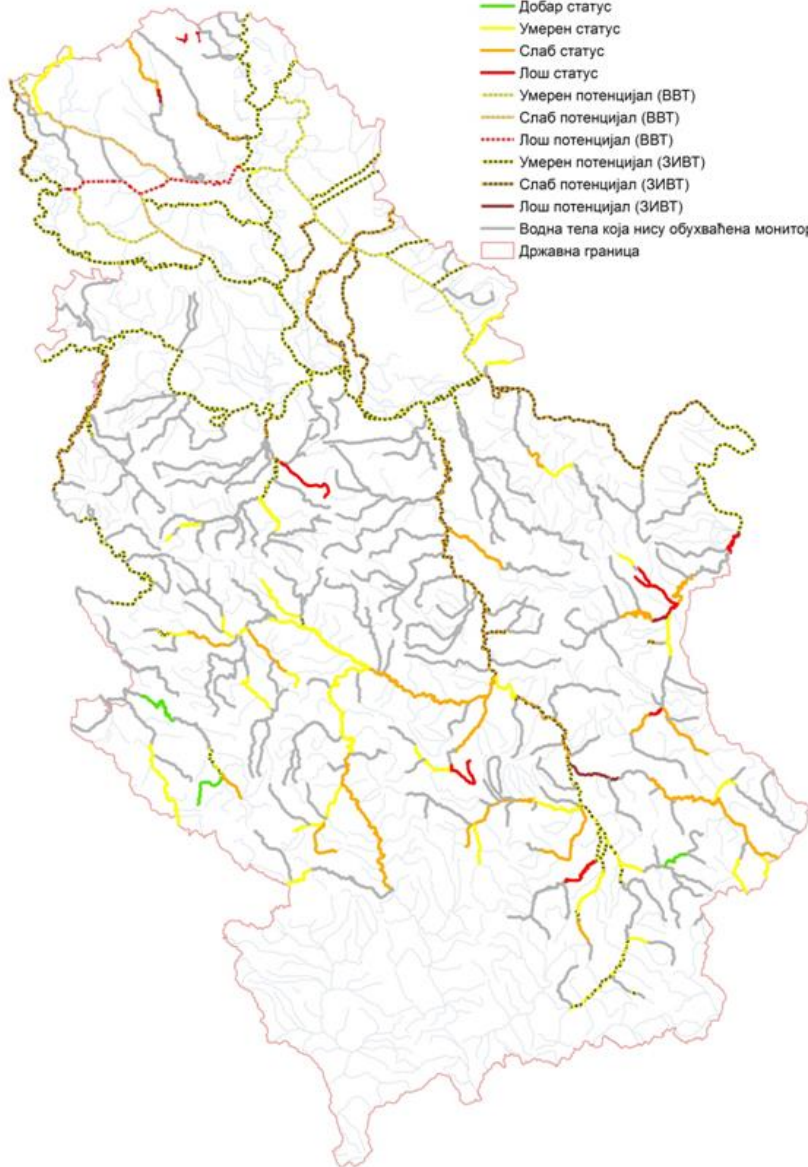 Добар статус
Умерен статус
Слаб статус
Лош статус
Умерен потенцијал (ВВТ)
Слаб потенцијал (ВВТ)
Лош потенцијал (ВВТ)
Умерен потенцијал (ЗИВТ)
Слаб потенцијал (ЗИВТ)
Лош потенцијал (ЗИВТ)
Водна тела која нису обухваћена монитор
Државна граница